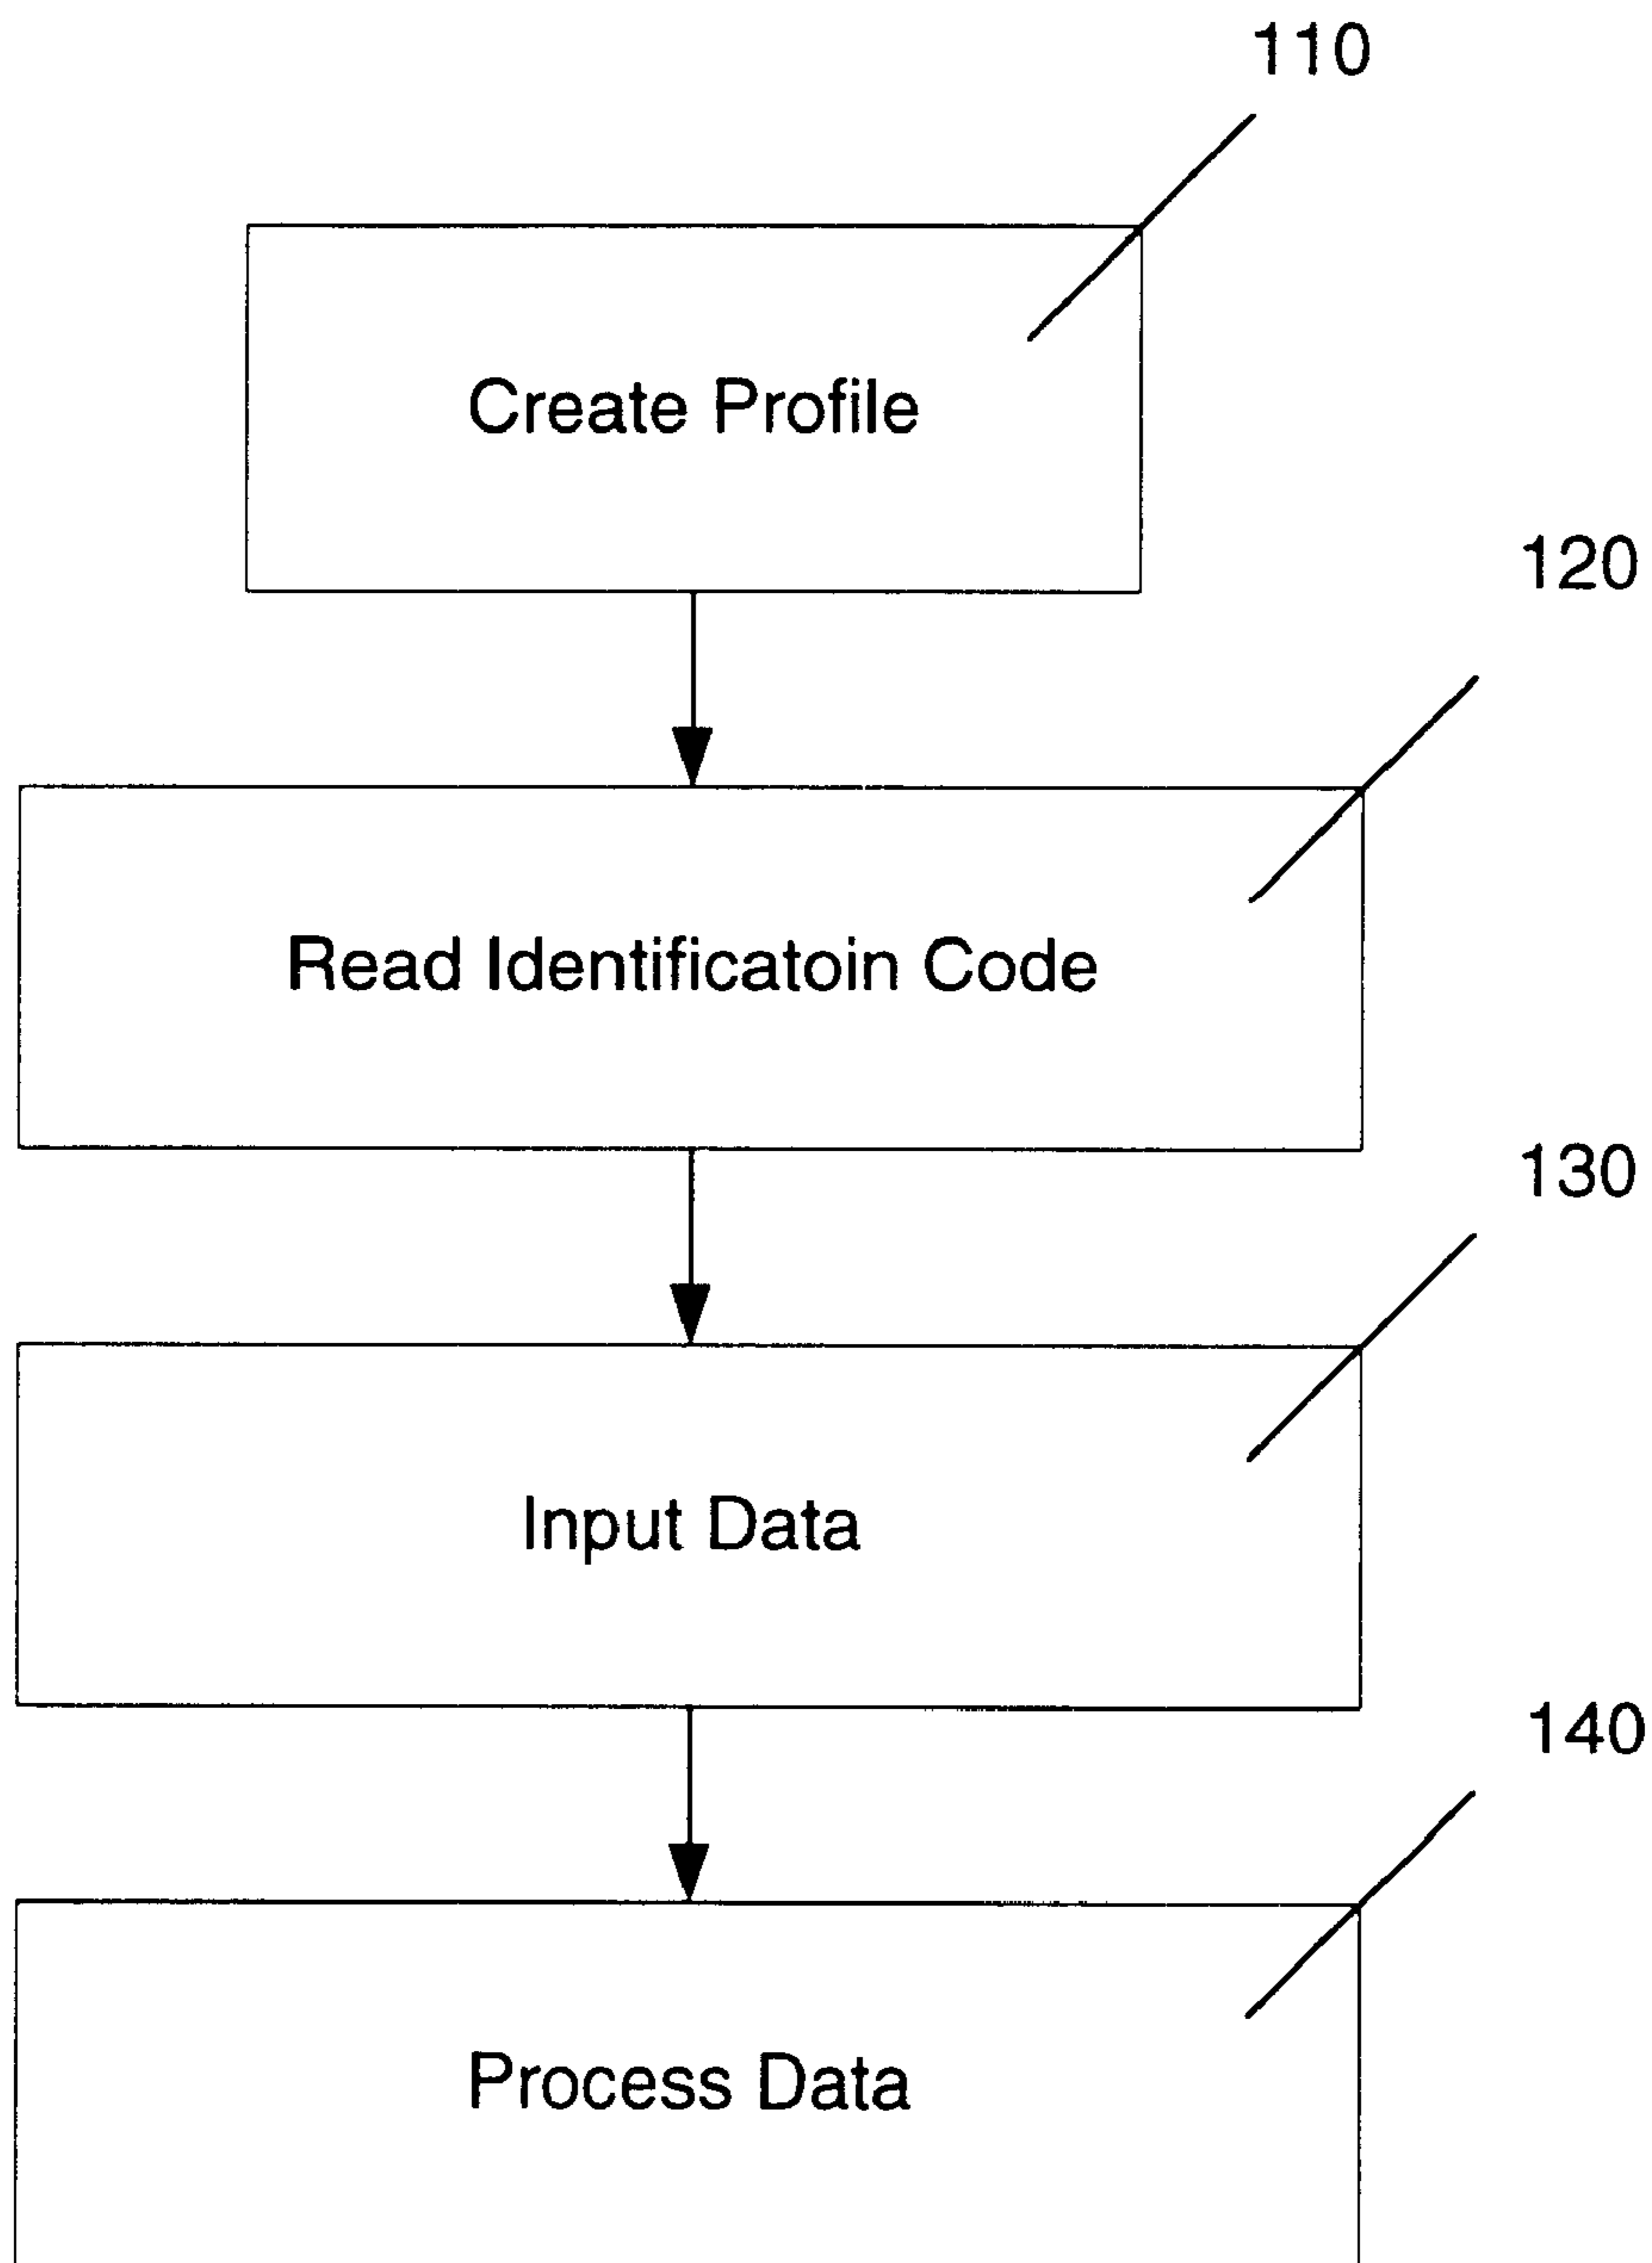 110
Create Profile
120
Read Identificatoin Code
130
Input Data
140
Process Data